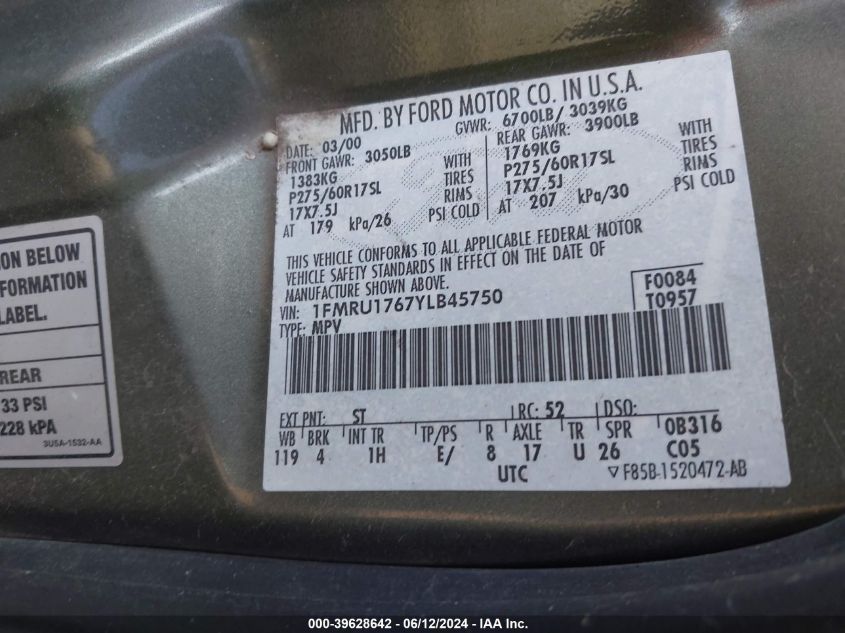 MFD. BY FORD MOTOR CO. IN U.S.A.
DATE: 03/00 GVWR: 6700LB/ 3039KG
FRONT GAWR: 3050LB REAR GAWR: 3900LB
1383KG WITH 1769KG WITH
P275/60R17SL TIRES P275/60R17SL TIRES
17X7.5J RIMS 17X7.5J RIMS
AT 179 kPa/26 PSI COLD AT 207 kPa/30 PSI COLD
THIS VEHICLE CONFORMS TO ALL APPLICABLE FEDERAL MOTOR
VEHICLE SAFETY STANDARDS IN EFFECT ON THE DATE OF
MANUFACTURE SHOWN ABOVE.
VIN: 1FMRU1767YLB45750 F0084
TYPE: MPV T0957
EXT PNT: ST RC: 52 DSO:
WB BRK INT TR TP/PS R AXLE TR SPR 0B316
119 4 1H E/ 8 17 U 26 C05
UTC ▽ F85B-1520472-AB
ON BELOW
FORMATION
LABEL.
REAR
33 PSI
228 kPA
3U5A-1532-AA
000-39628642 - 06/12/2024 - IAA Inc.